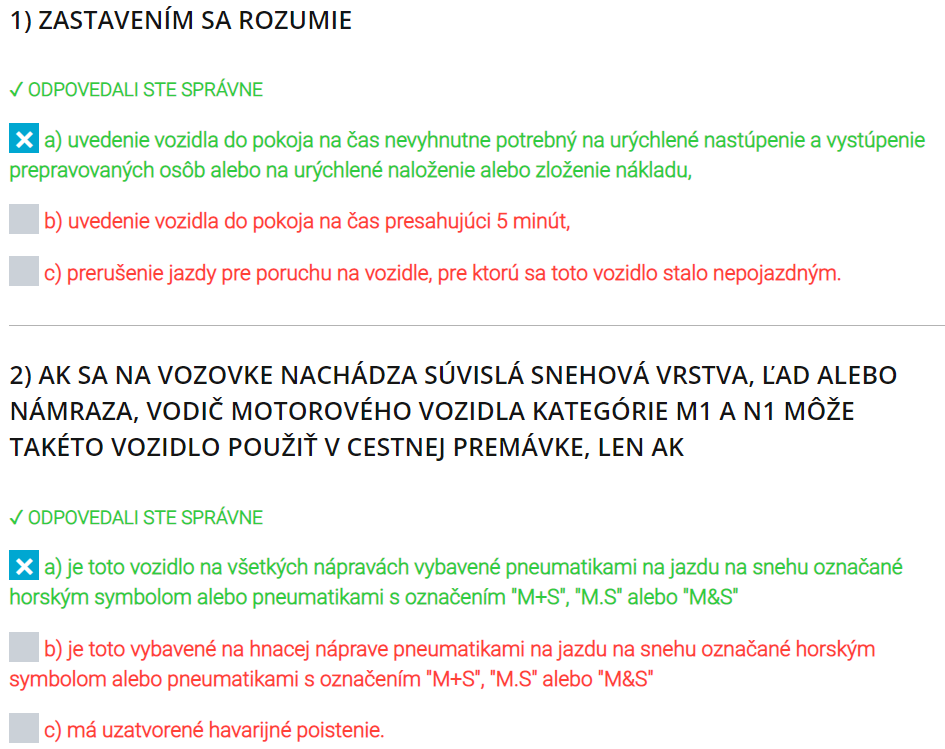 1) ZASTAVENÍM SA ROZUMIE
✓ ODPOVEDALI STE SPRÁVNE
a) uvedenie vozidla do pokoja na čas nevyhnutne potrebný na urýchlené nastúpenie a vystúpenie
prepravovaných osôb alebo na urýchlené naloženie alebo zloženie nákladu,
b) uvedenie vozidla do pokoja na čas presahujúci 5 minút,
c) prerušenie jazdy pre poruchu na vozidle, pre ktorú sa toto vozidlo stalo nepojazdným.
2) AK SA NA VOZOVKE NACHÁDZA SÚVISLÁ SNEHOVÁ VRSTVA, ĽAD ALEBO
NÁMRAZA, VODIČ MOTOROVÉHO VOZIDLA KATEGÓRIE M1 A N1 MÔŽE
TAKÉTO VOZIDLO POUŽIŤ V CESTNEJ PREMÁVKE, LEN AK
✓ ODPOVEDALI STE SPRÁVNE
a) je toto vozidlo na všetkých nápravách vybavené pneumatikami na jazdu na snehu označané
horským symbolom alebo pneumatikami s označením "M+S", "M.S" alebo "M&S"
b) je toto vybavené na hnacej náprave pneumatikami na jazdu na snehu označané horským
symbolom alebo pneumatikami s označením "M+S", "M.S" alebo "M&S"
c) má uzatvorené havarijné poistenie.